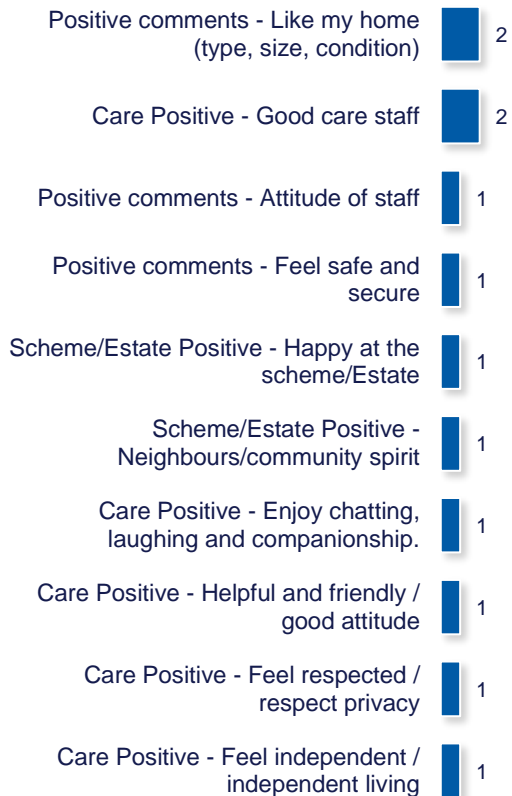 Positive comments - Like my home
(type, size, condition)
2
Care Positive - Good care staff
2
Positive comments - Attitude of staff
1
Positive comments - Feel safe and
secure
1
Scheme/Estate Positive - Happy at the
scheme/Estate
1
Scheme/Estate Positive -
Neighbours/community spirit
1
Care Positive - Enjoy chatting,
laughing and companionship.
1
Care Positive - Helpful and friendly /
good attitude
1
Care Positive - Feel respected /
respect privacy
1
Care Positive - Feel independent /
independent living
1